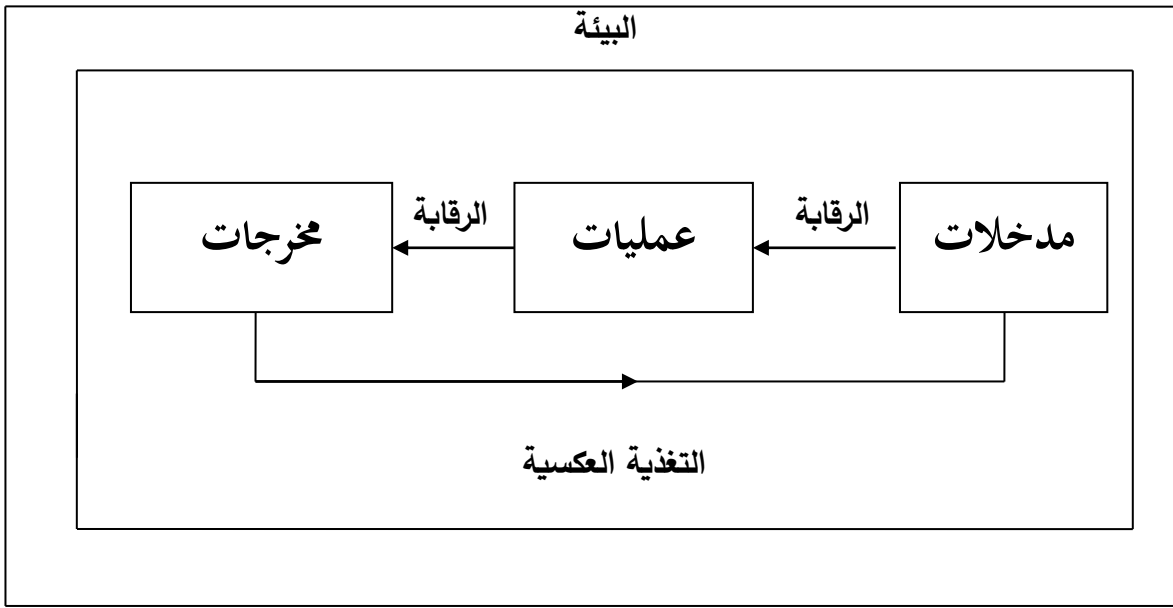 البيئة
الرقابة
الرقابة
مدخلات
عمليات
مخرجات
التغذية العكسية